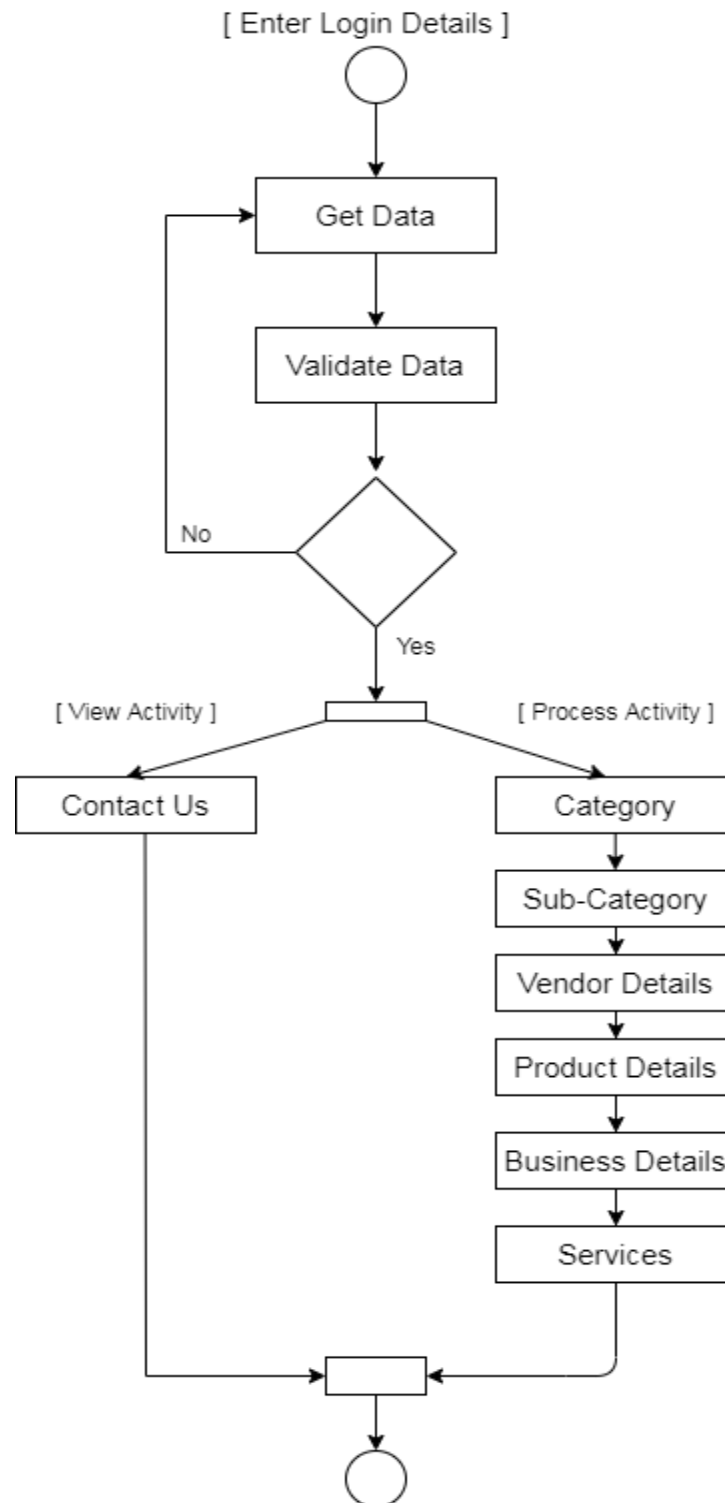 [ Enter Login Details ]
Get Data
Validate Data
No
Yes
[ View Activity ]
[ Process Activity ]
Contact Us
Category
Sub-Category
Vendor Details
Product Details
Business Details
Services